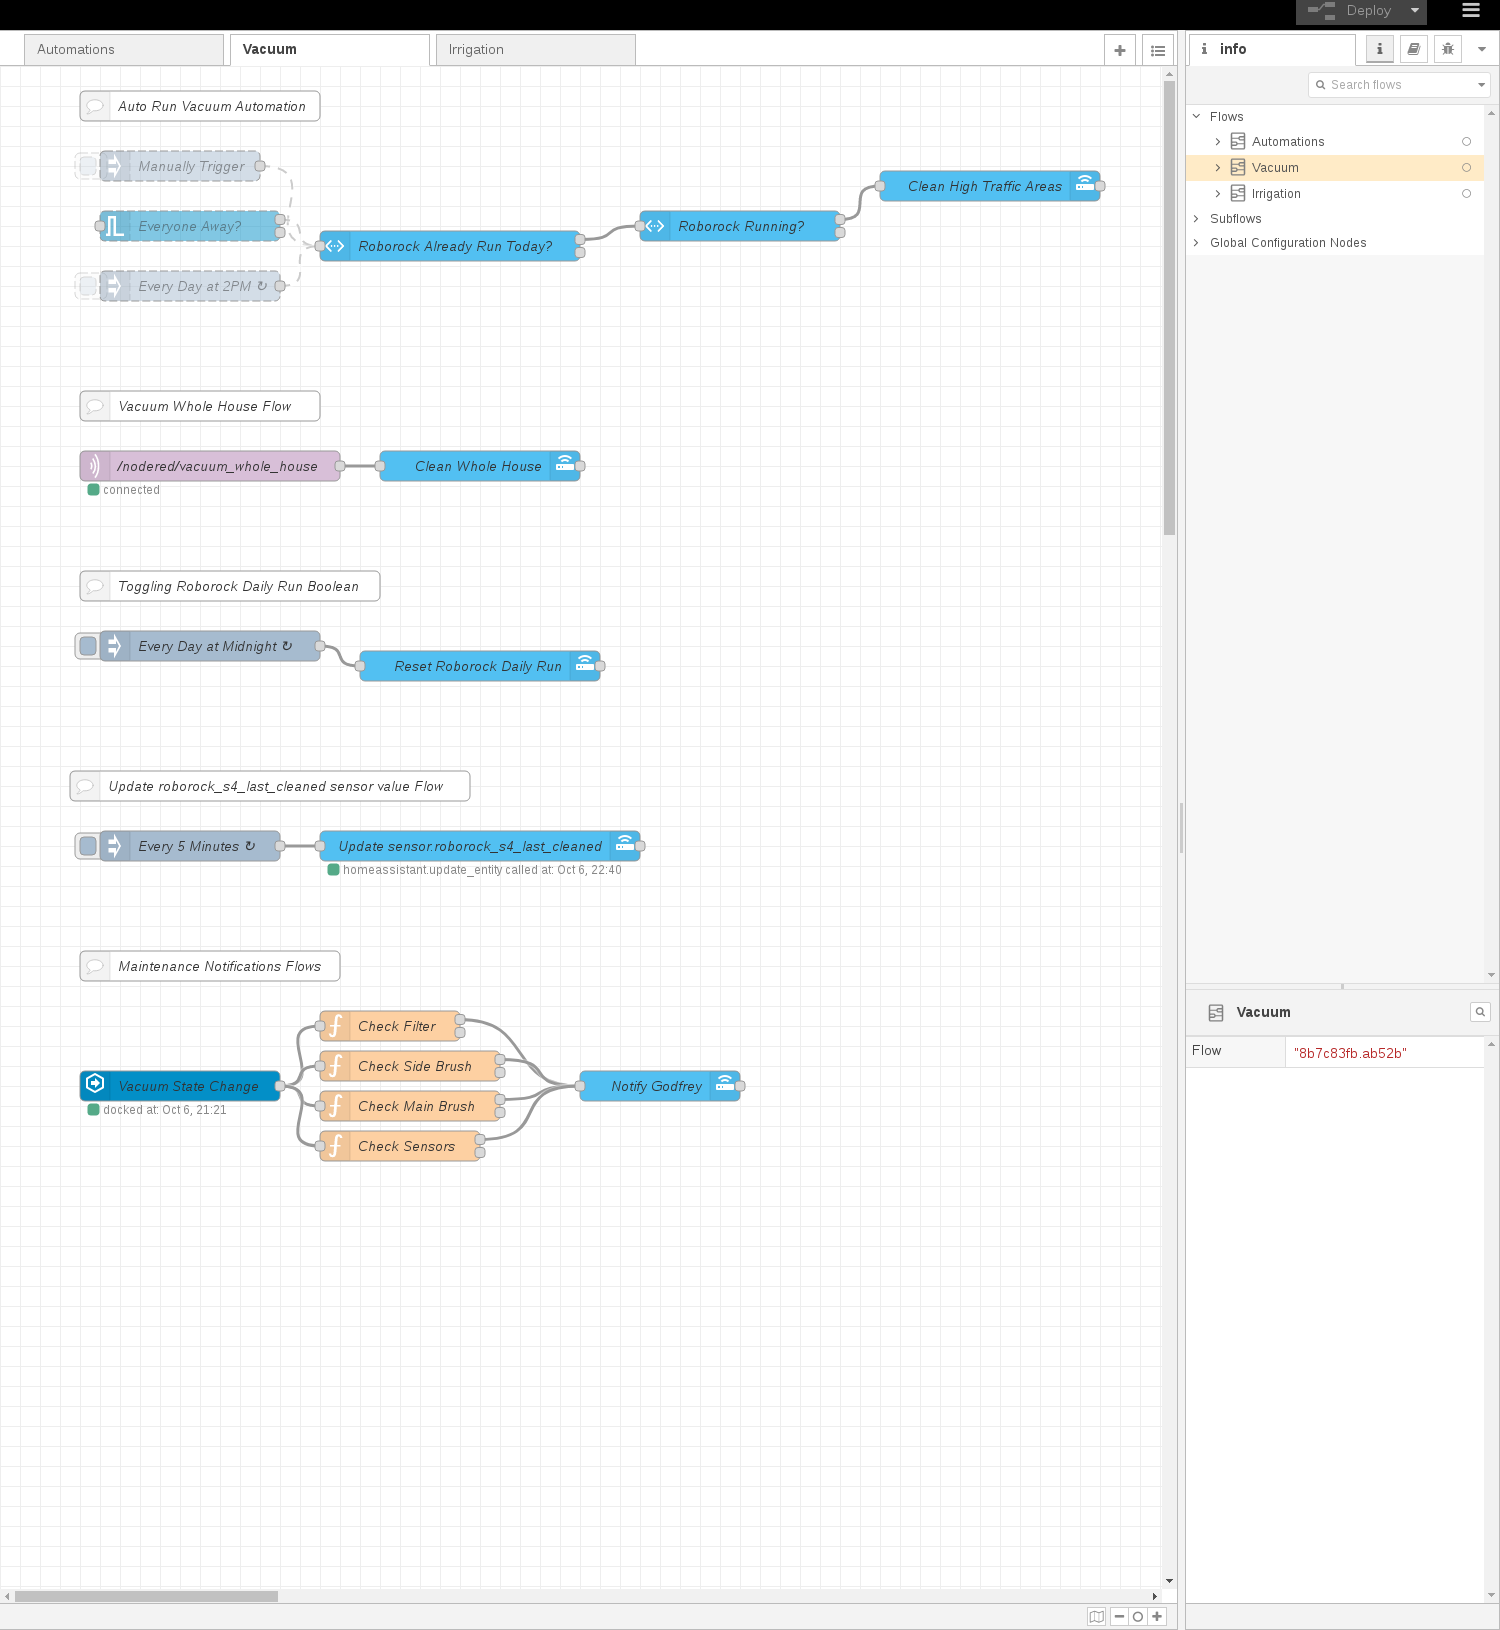 Deploy
Automations
Vacuum
Irrigation
info
Search flows
Flows
Automations
Vacuum
Irrigation
Subflows
Global Configuration Nodes
Auto Run Vacuum Automation
Manually Trigger
Everyone Away?
Every Day at 2PM ↻
Roborock Already Run Today?
Roborock Running?
Clean High Traffic Areas
Vacuum Whole House Flow
/nodered/vacuum_whole_house
connected
Clean Whole House
Toggling Roborock Daily Run Boolean
Every Day at Midnight ↻
Reset Roborock Daily Run
Update roborock_s4_last_cleaned sensor value Flow
Every 5 Minutes ↻
Update sensor.roborock_s4_last_cleaned
homeassistant.update_entity called at: Oct 6, 22:40
Maintenance Notifications Flows
Vacuum State Change
docked at: Oct 6, 21:21
Check Filter
Check Side Brush
Check Main Brush
Check Sensors
Notify Godfrey
Vacuum
Flow
"8b7c83fb.ab52b"